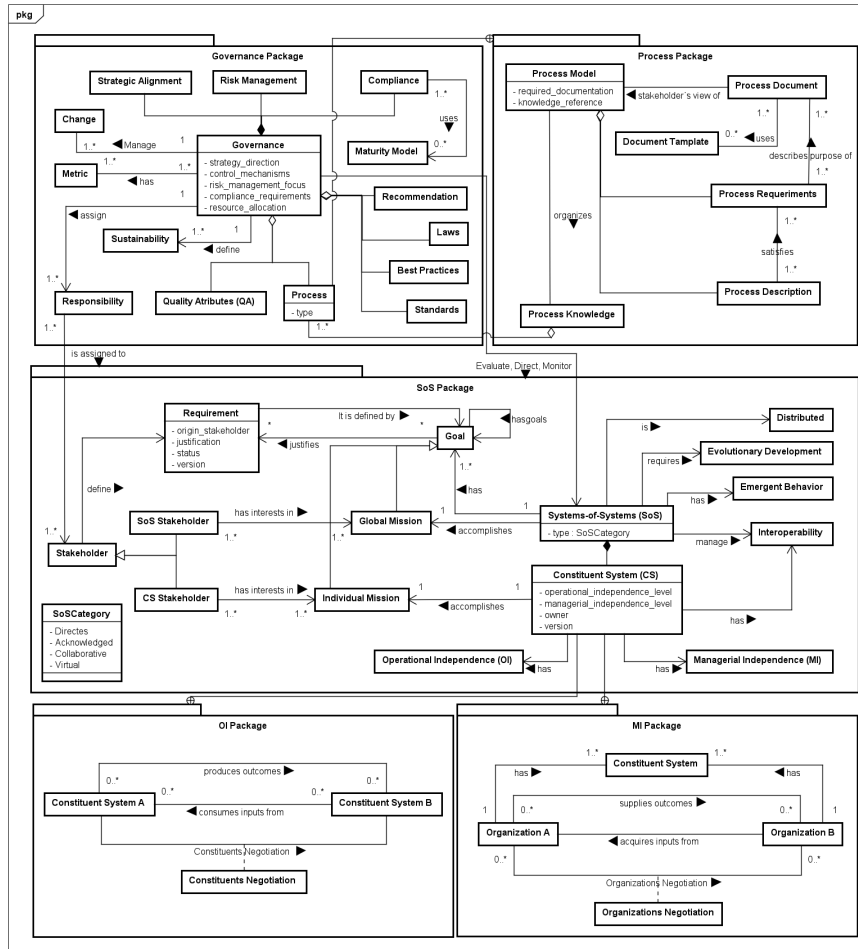 pkg
Governance Package
Strategic Alignment
Risk Management
Compliance
1..*
uses
0..*
Maturity Model
Change
1..*
Manage
1
Metric
1..*
has
1..*
Governance
- strategy_direction
- control_mechanisms
- risk_management_focus
- compliance_requirements
- resource_allocation
1
assign
Sustainability
1..*
1
define
Recommendation
Laws
Best Practices
Standards
1..*
Responsibility
1..*
Quality Atributes (QA)
Process
- type
1..*
Process Package
Process Model
- required_documentation
- knowledge_reference
stakeholder´s view of
Process Document
1..*
1..*
Document Tamplate
0..*
uses
describes purpose of
1..*
Process Requeriments
1..*
organizes
satisfies
1..*
Process Description
Process Knowledge
is assigned to
Evaluate, Direct, Monitor
SoS Package
Requirement
- origin_stakeholder
- justification
- status
- version
It is defined by
*
*
justifies
Goal
hasgoals
1..*
has
1
define
1..*
Stakeholder
SoS Stakeholder
1..*
has interests in
1..*
Global Mission
1
accomplishes
Systems-of-Systems (SoS)
- type : SoSCategory
is
Distributed
requires
Evolutionary Development
has
Emergent Behavior
manage
Interoperability
1..*
CS Stakeholder
1..*
has interests in
1..*
Individual Mission
1
accomplishes
1
Constituent System (CS)
- operational_independence_level
- managerial_independence_level
- owner
- version
has
SoSCategory
- Directes
- Acknowledged
- Collaborative
- Virtual
Operational Independence (OI)
has
has
Managerial Independence (MI)
OI Package
produces outcomes
0..*
0..*
Constituent System A
0..*
0..*
Constituent System B
consumes inputs from
Constituents Negotiation
Constituents Negotiation
MI Package
1..*
Constituent System
1..*
has
has
1
0..*
supplies outcomes
0..*
1
Organization A
acquires inputs from
Organization B
0..*
0..*
Organizations Negotiation
Organizations Negotiation